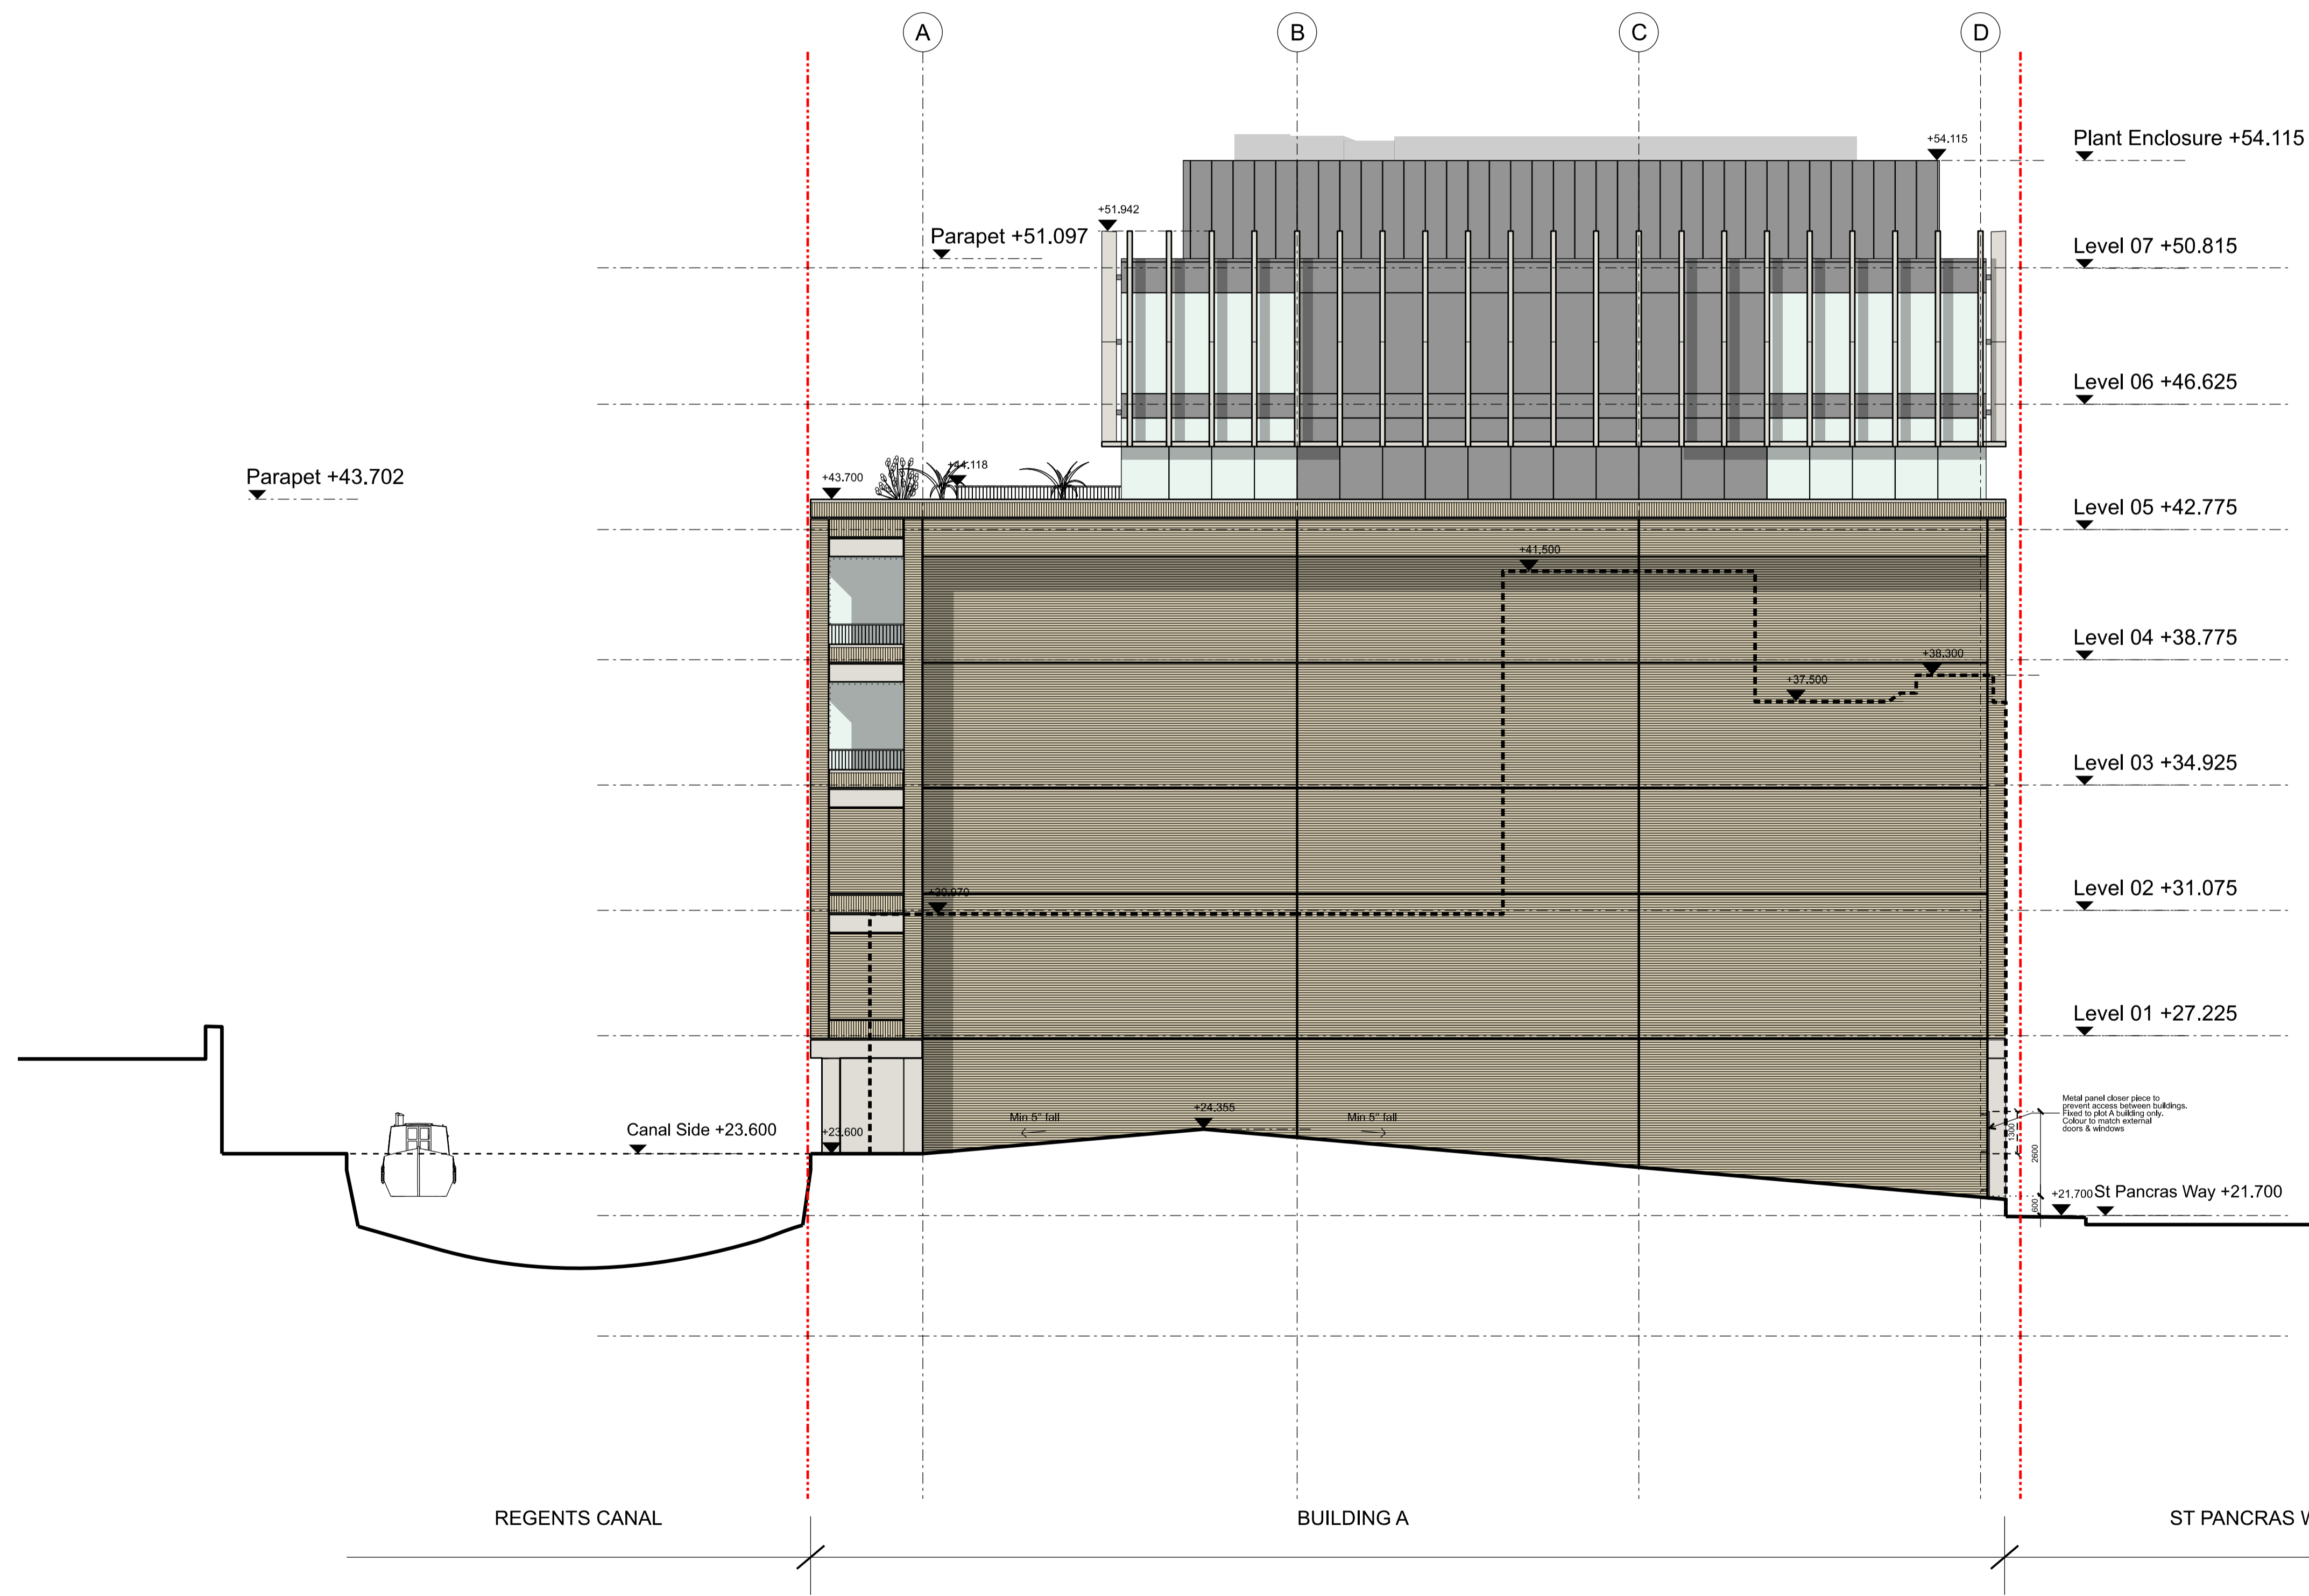 A
B
C
D
+54.115
Plant Enclosure +54.115
+51.942
Parapet +51.097
Level 07 +50.815
Level 06 +46.625
Parapet +43.702
+43.700
+44.118
Level 05 +42.775
+41.500
Level 04 +38.775
+38.300
+37.500
Level 03 +34.925
+30.970
Level 02 +31.075
Level 01 +27.225
Metal panel closer piece to
prevent access between buildings.
Fixed to plot A building only.
Colour to match external
doors & windows
Min 5° fall
+24.355
Min 5° fall
1300
2600
Canal Side +23.600
+23.600
600
+21.700
St Pancras Way +21.700
REGENTS CANAL
BUILDING A
ST PANCRAS W